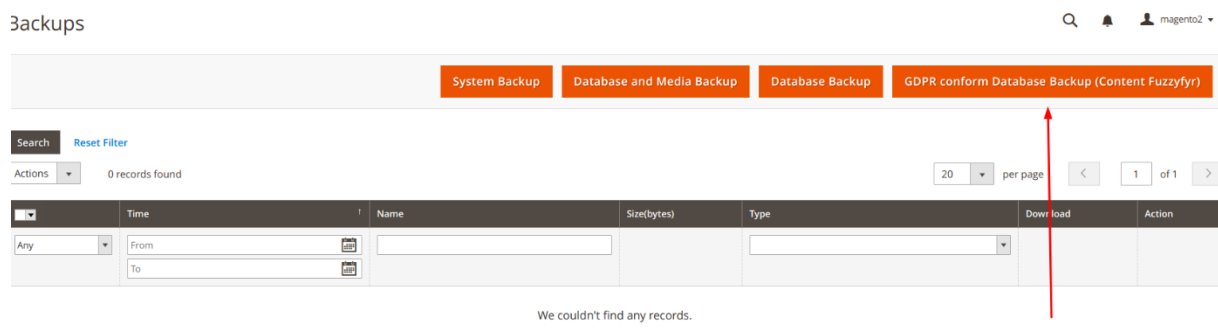 Backups
magento2
System Backup Database and Media Backup Database Backup GDPR conform Database Backup (Content Fuzzyfyr)
Search Reset Filter
Actions 0 records found 20 per page 1 of 1
Time ↑ Name Size(bytes) Type Download Action
Any From
To
We couldn't find any records.